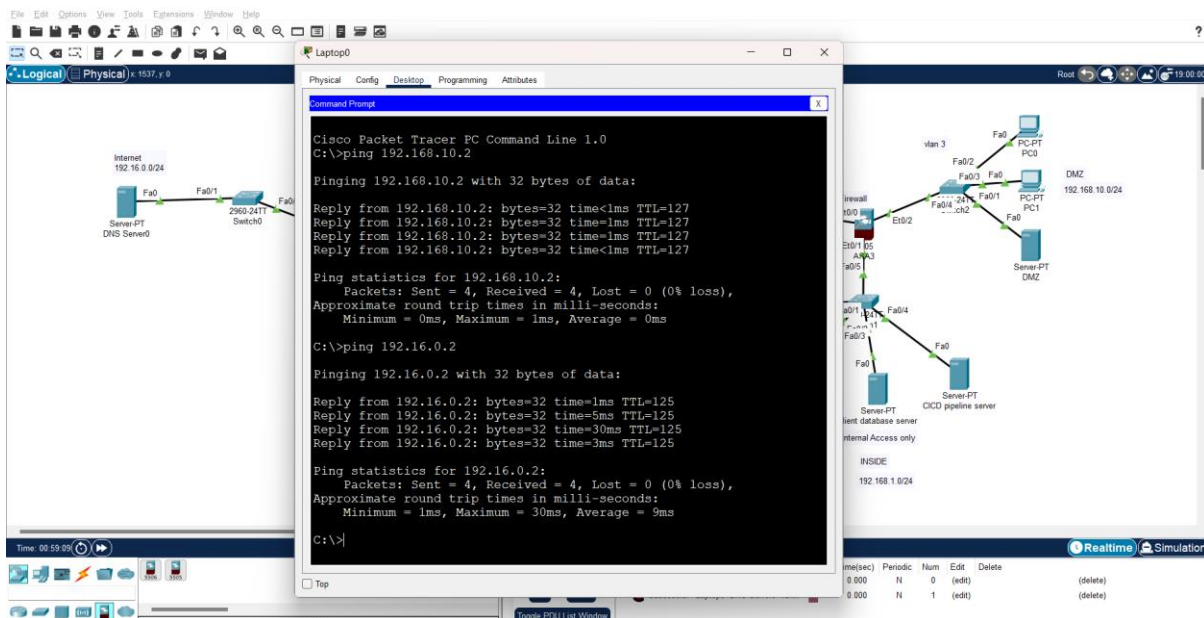 File Edit Options View Tools Extensions Window Help
?
Laptop0
Logical Physical x: 1537, y: 0
Root 19:00:00
Physical Config Desktop Programming Attributes
Command Prompt X
Cisco Packet Tracer PC Command Line 1.0
C:\>ping 192.168.10.2
Pinging 192.168.10.2 with 32 bytes of data:
Reply from 192.168.10.2: bytes=32 time<1ms TTL=127
Reply from 192.168.10.2: bytes=32 time=1ms TTL=127
Reply from 192.168.10.2: bytes=32 time<1ms TTL=127
Reply from 192.168.10.2: bytes=32 time<1ms TTL=127
Ping statistics for 192.168.10.2:
Packets: Sent = 4, Received = 4, Lost = 0 (0% loss),
Approximate round trip times in milli-seconds:
Minimum = 0ms, Maximum = 1ms, Average = 0ms
C:\>ping 192.16.0.2
Pinging 192.16.0.2 with 32 bytes of data:
Reply from 192.16.0.2: bytes=32 time=1ms TTL=125
Reply from 192.16.0.2: bytes=32 time=5ms TTL=125
Reply from 192.16.0.2: bytes=32 time=30ms TTL=125
Reply from 192.16.0.2: bytes=32 time=3ms TTL=125
Ping statistics for 192.16.0.2:
Packets: Sent = 4, Received = 4, Lost = 0 (0% loss),
Approximate round trip times in milli-seconds:
Minimum = 1ms, Maximum = 30ms, Average = 9ms
C:\>
Top
Internet
192.16.0.0/24
Fa0 Fa0/1
Server-PT
DNS Server0
2960-24TT
Switch0
vlan 3
Fa0
PC-PT
PC0
Fa0/2
Fa0/3 Fa0
DMZ
192.168.10.0/24
Fa0/4 Fa0/1
PC-PT
PC1
Et0/2
Fa0
Server-PT
DMZ
Et0/1
Fa0/4
Fa0/3
Fa0
Fa0
Server-PT
CICD pipeline server
Server-PT
database server
Access only
INSIDE
192.168.1.0/24
Time: 00:59:09
Realtime Simulation
5506 5505
Periodic Num Edit Delete
0.000 N 0 (edit) (delete)
0.000 N 1 (edit) (delete)
Toggle PDU List Window